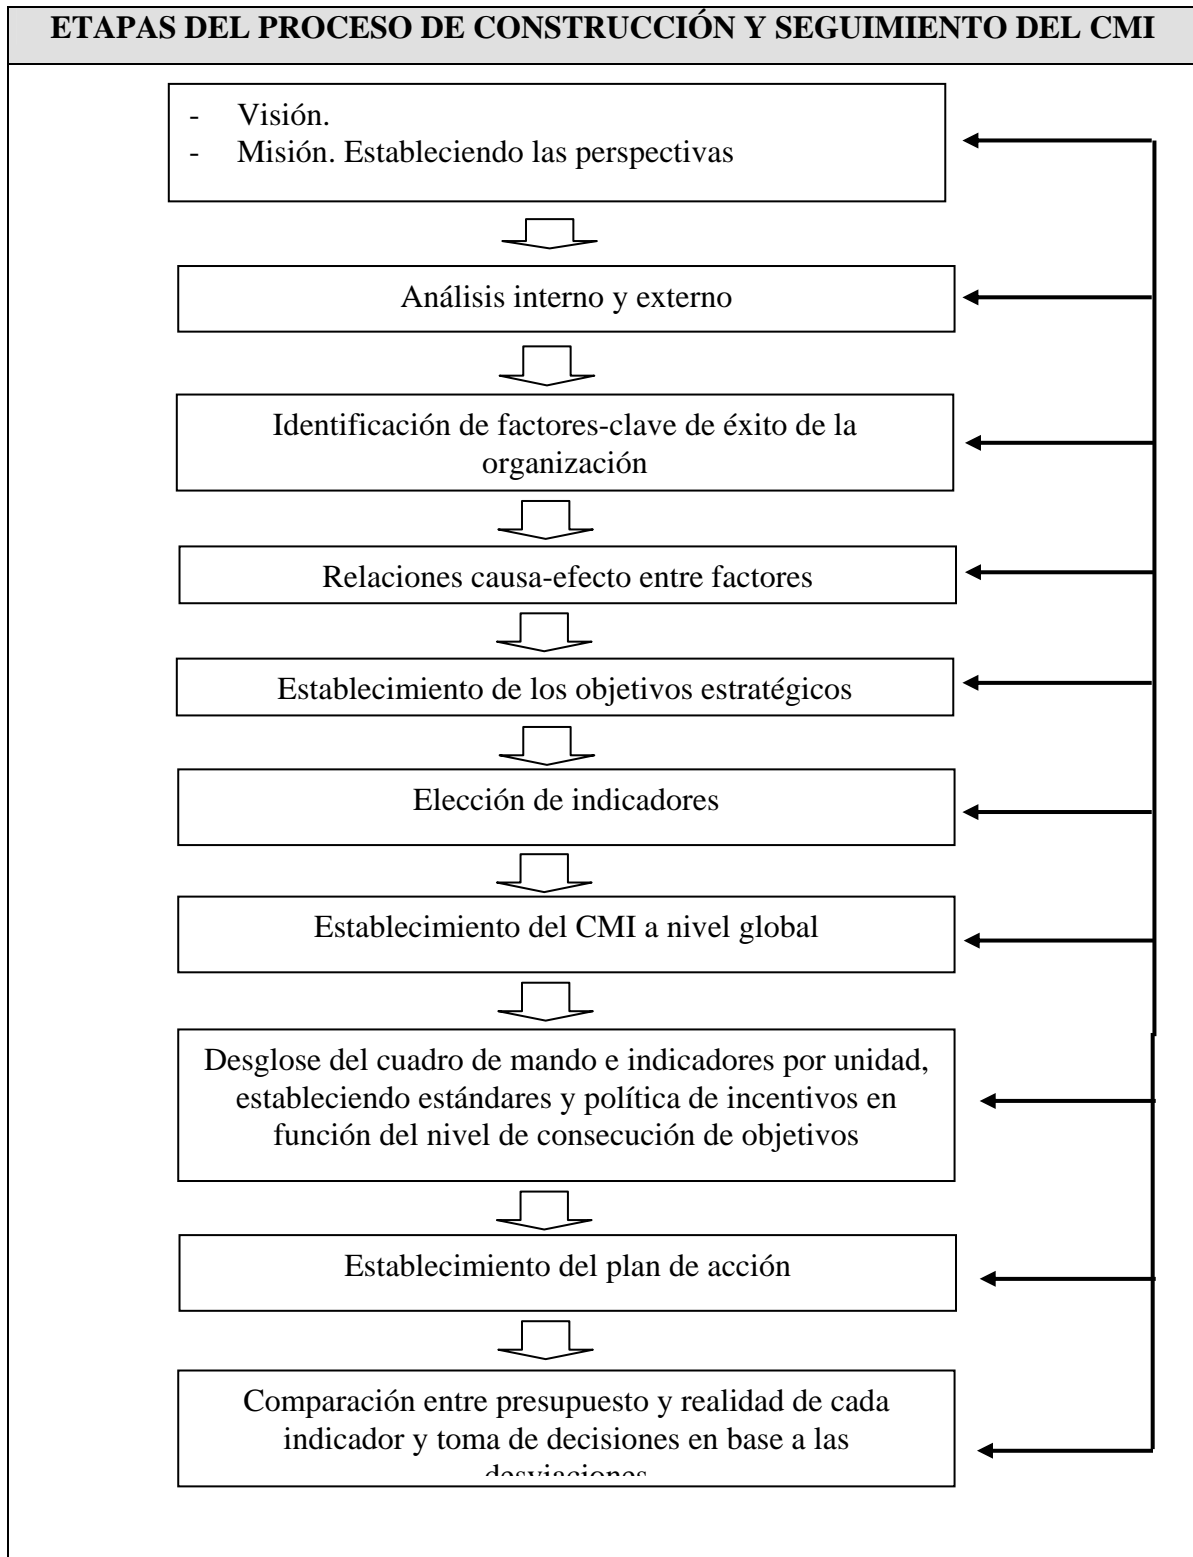 ETAPAS DEL PROCESO DE CONSTRUCCIÓN Y SEGUIMIENTO DEL CMI
- Visión.
- Misión. Estableciendo las perspectivas
Análisis interno y externo
Identificación de factores-clave de éxito de la
organización
Relaciones causa-efecto entre factores
Establecimiento de los objetivos estratégicos
Elección de indicadores
Establecimiento del CMI a nivel global
Desglose del cuadro de mando e indicadores por unidad,
estableciendo estándares y política de incentivos en
función del nivel de consecución de objetivos
Establecimiento del plan de acción
Comparación entre presupuesto y realidad de cada
indicador y toma de decisiones en base a las
desviaciones